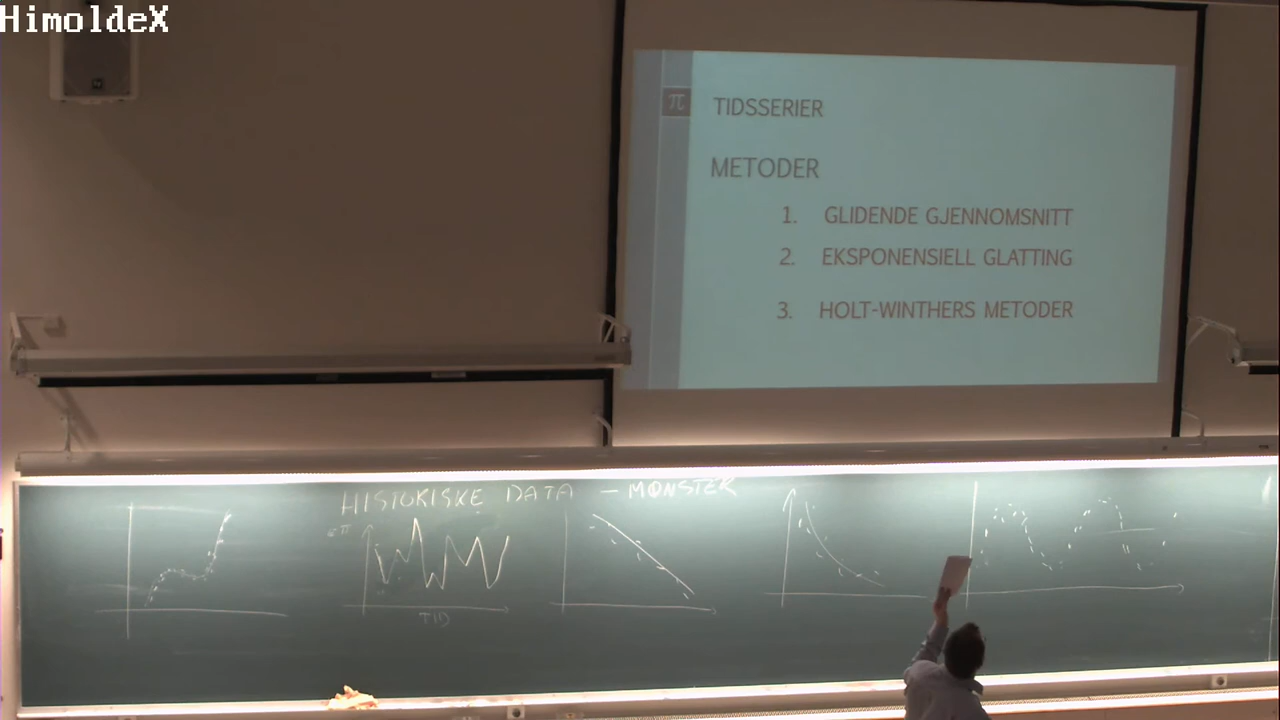 HimoldeX
π
TIDSSERIER
METODER
1. GLIDENDE GJENNOMSNITT
2. EKSPONENSIELL GLATTING
3. HOLT-WINTHERS METODER
HISTORISKE DATA - MØNSTER
TID